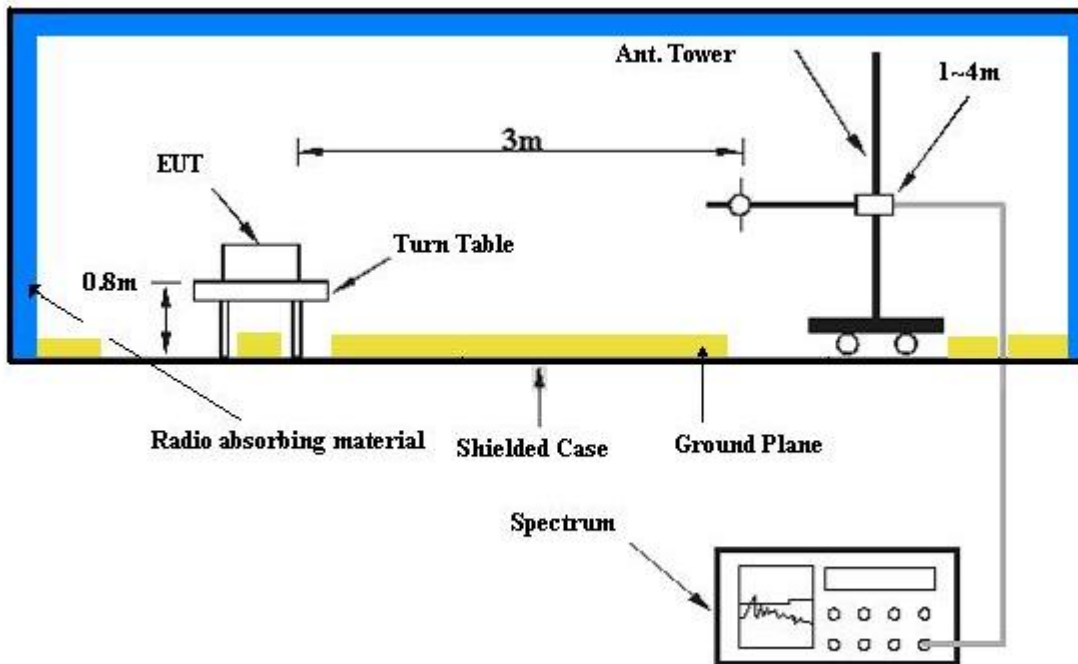 Ant. Tower
1~4m
3m
EUT
Turn Table
0.8m
Radio absorbing material
Shielded Case
Ground Plane
Spectrum